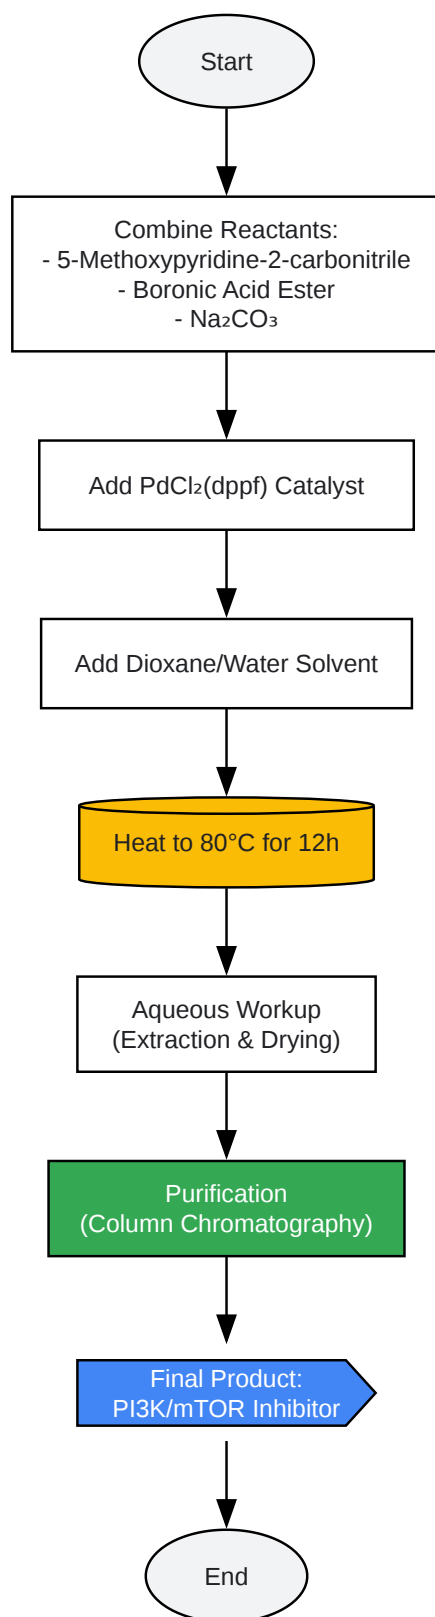 Start
Combine Reactants:
- 5-Methoxypyridine-2-carbonitrile
- Boronic Acid Ester
- Na₂CO₃
Add PdCl₂(dppf) Catalyst
Add Dioxane/Water Solvent
Heat to 80°C for 12h
Aqueous Workup
(Extraction & Drying)
Purification
(Column Chromatography)
Final Product:
PI3K/mTOR Inhibitor
End